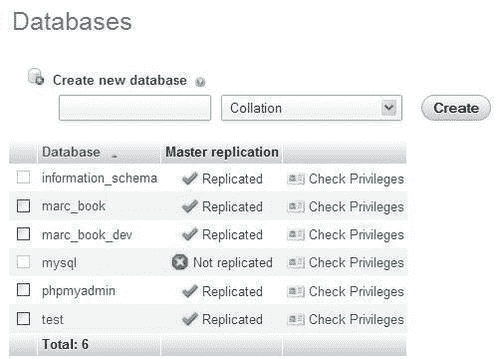 Databases
Create new database
Collation
Create
Database Master replication
information_schema Replicated Check Privileges
marc_book Replicated Check Privileges
marc_book_dev Replicated Check Privileges
mysql Not replicated Check Privileges
phpmyadmin Replicated Check Privileges
test Replicated Check Privileges
Total: 6